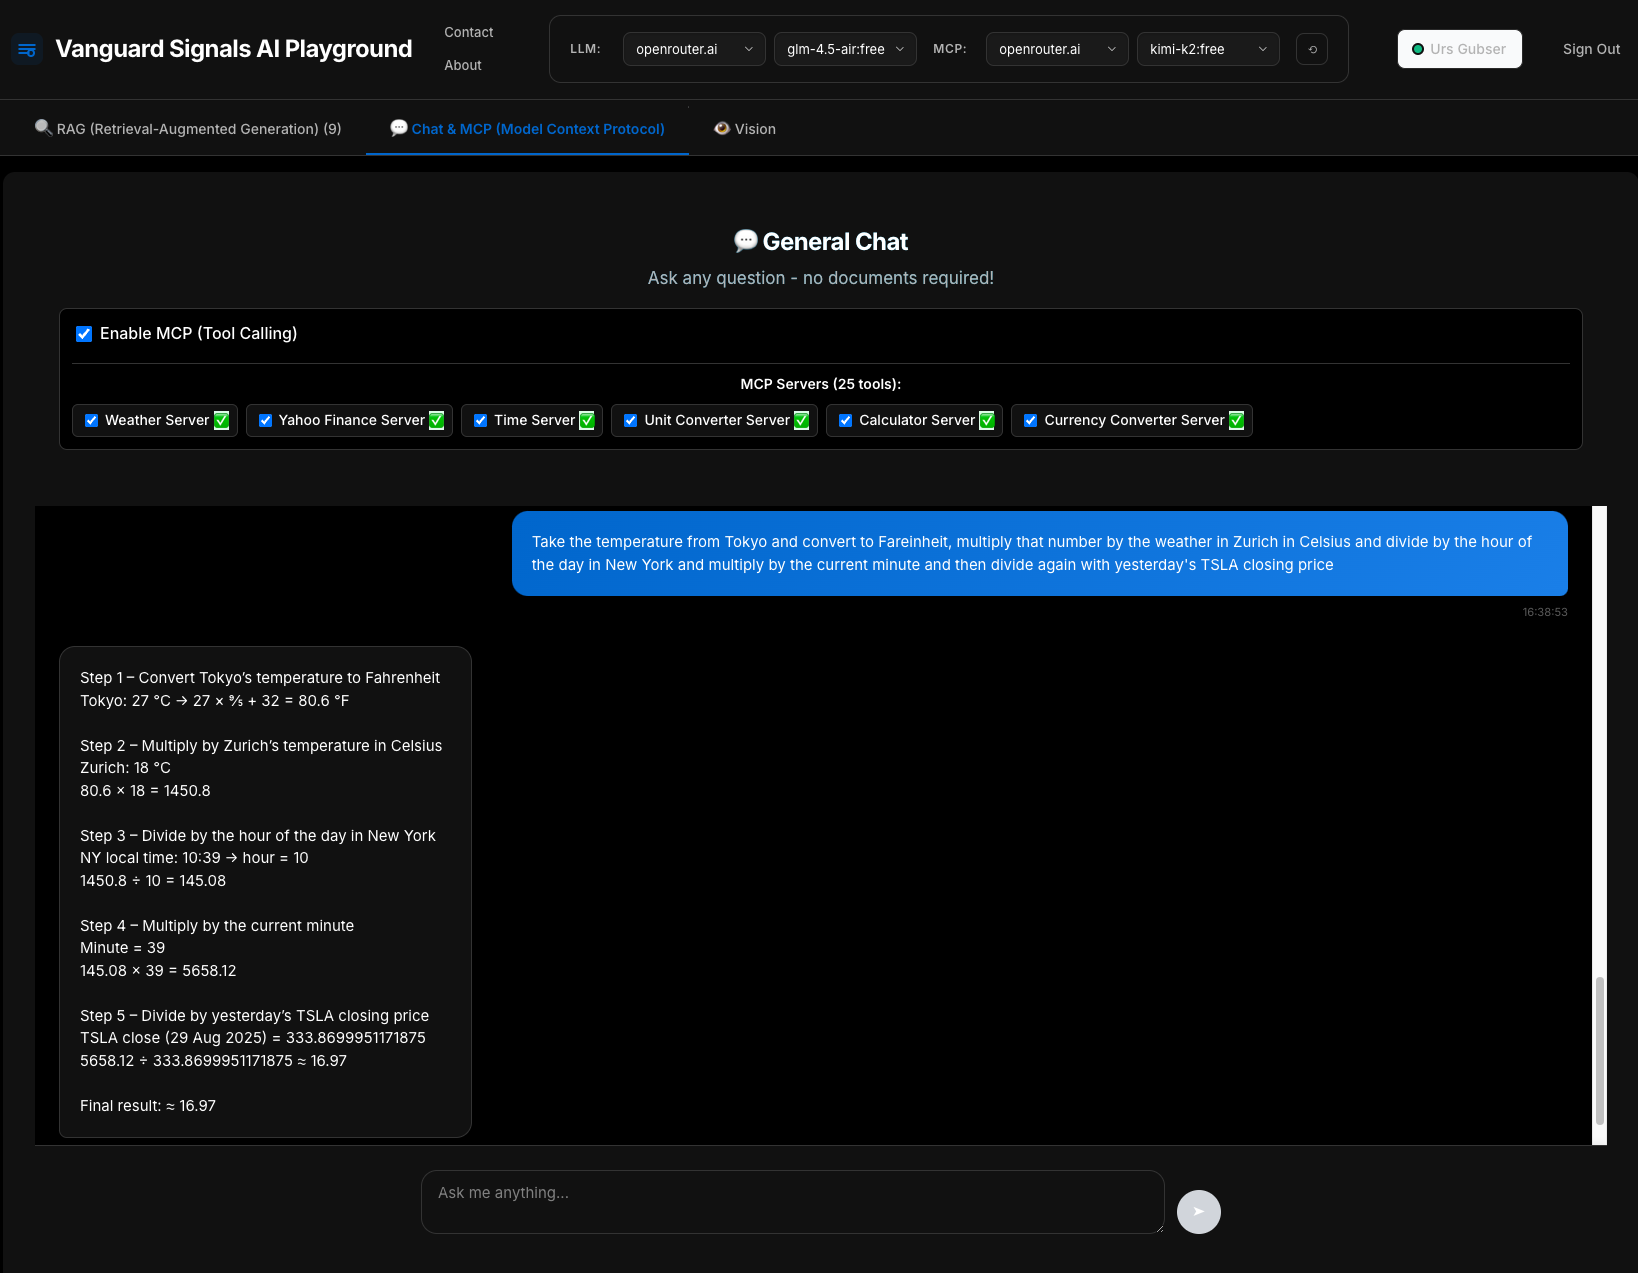 Vanguard Signals AI Playground
Contact
About
LLM:
openrouter.ai
glm-4.5-air:free
MCP:
openrouter.ai
kimi-k2:free
Urs Gubser
Sign Out
RAG (Retrieval-Augmented Generation) (9)
Chat & MCP (Model Context Protocol)
Vision
General Chat
Ask any question - no documents required!
Enable MCP (Tool Calling)
MCP Servers (25 tools):
Weather Server
Yahoo Finance Server
Time Server
Unit Converter Server
Calculator Server
Currency Converter Server
Take the temperature from Tokyo and convert to Fareinheit, multiply that number by the weather in Zurich in Celsius and divide by the hour of
the day in New York and multiply by the current minute and then divide again with yesterday's TSLA closing price
16:38:53
Step 1 – Convert Tokyo’s temperature to Fahrenheit
Tokyo: 27 °C → 27 × ⁹⁄₅ + 32 = 80.6 °F
Step 2 – Multiply by Zurich’s temperature in Celsius
Zurich: 18 °C
80.6 × 18 = 1450.8
Step 3 – Divide by the hour of the day in New York
NY local time: 10:39 → hour = 10
1450.8 ÷ 10 = 145.08
Step 4 – Multiply by the current minute
Minute = 39
145.08 × 39 = 5658.12
Step 5 – Divide by yesterday’s TSLA closing price
TSLA close (29 Aug 2025) = 333.8699951171875
5658.12 ÷ 333.8699951171875 ≈ 16.97
Final result: ≈ 16.97
Ask me anything...